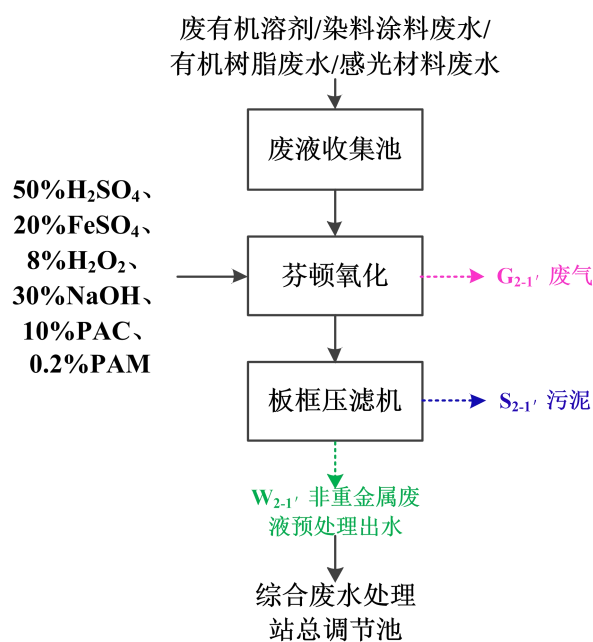 废有机溶剂/染料涂料废水/
有机树脂废水/感光材料废水
废液收集池
50%H₂SO₄、
20%FeSO₄、
8%H₂O₂、
30%NaOH、
10%PAC、
0.2%PAM
芬顿氧化
G₂₋₁′ 废气
板框压滤机
S₂₋₁′ 污泥
W₂₋₁′ 非重金属废
液预处理出水
综合废水处理
站总调节池